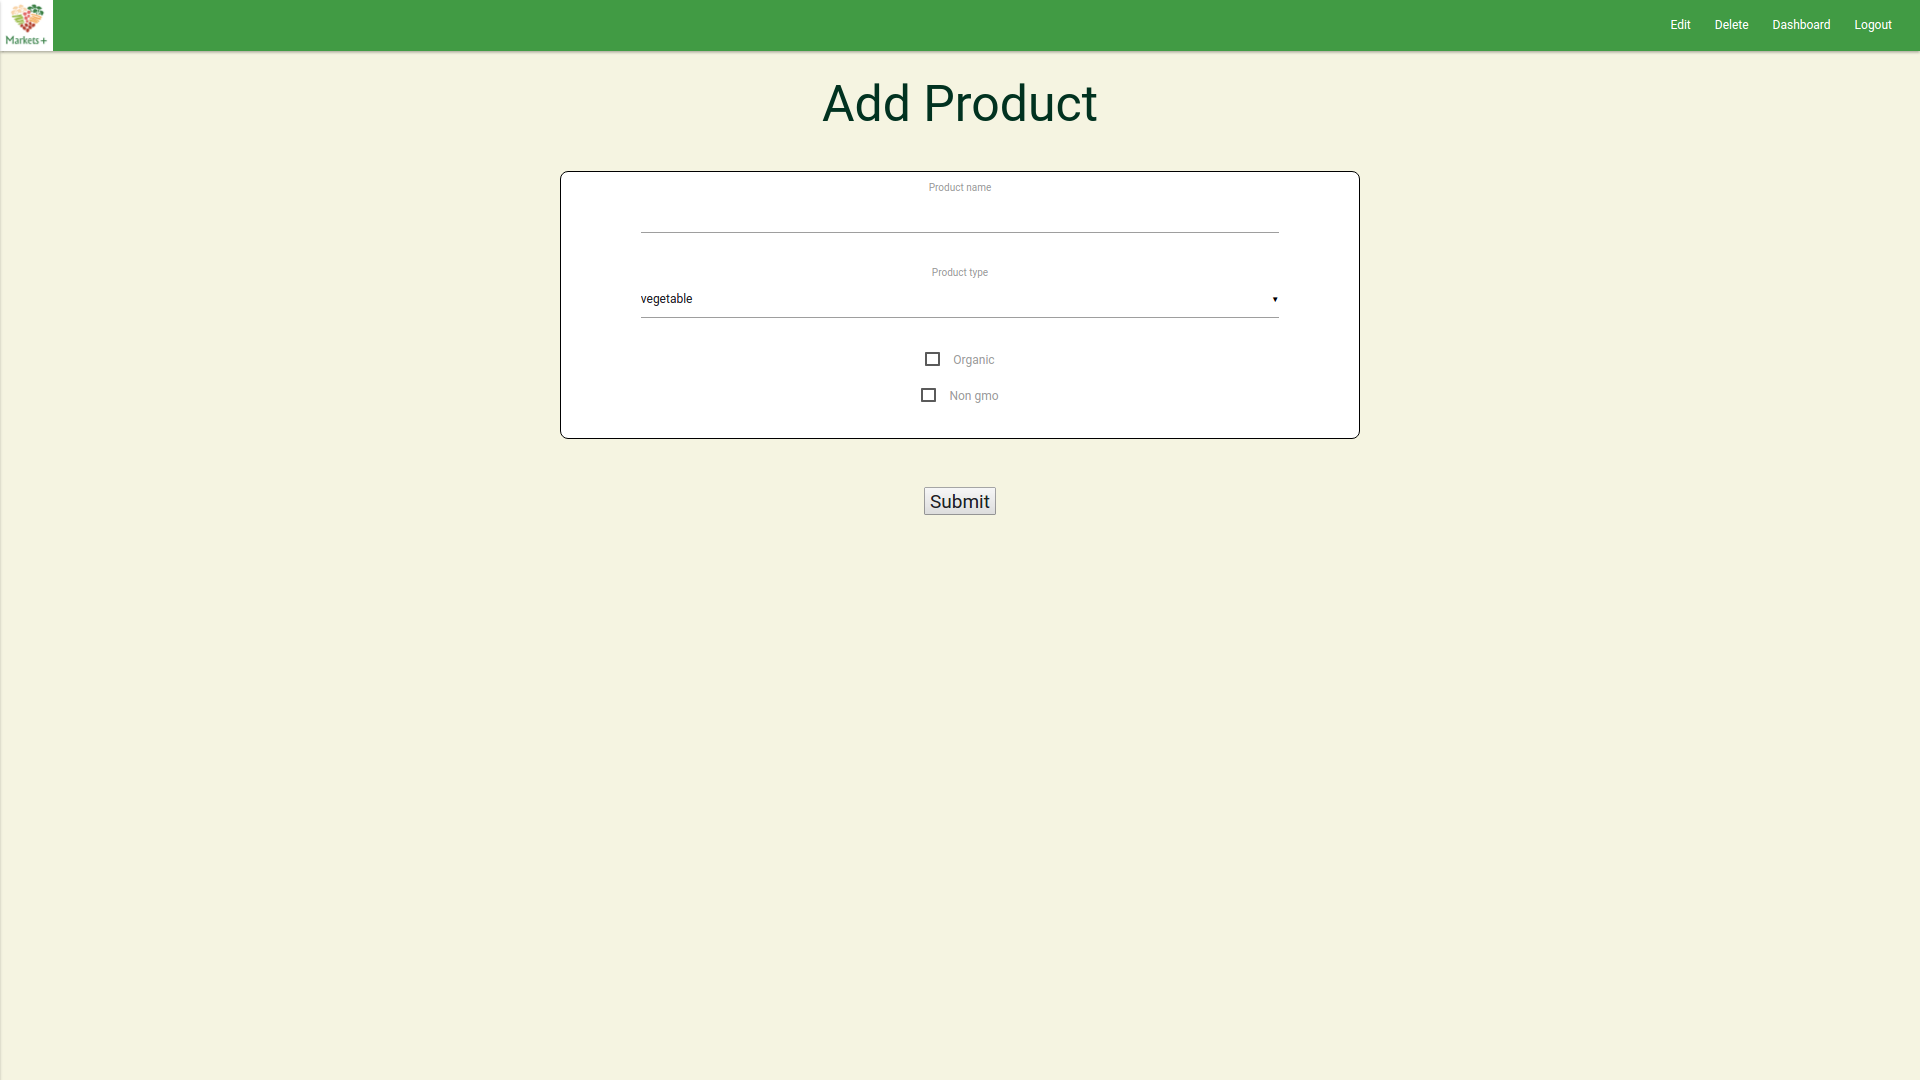 Markets+
Edit Delete Dashboard Logout
Add Product
Product name
Product type
vegetable
Organic
Non gmo
Submit